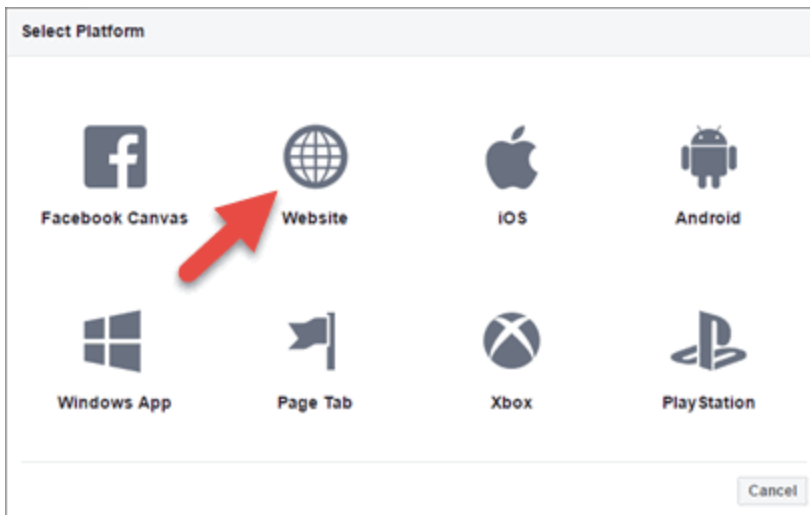 Select Platform
Facebook Canvas
Website
iOS
Android
Windows App
Page Tab
Xbox
PlayStation
Cancel